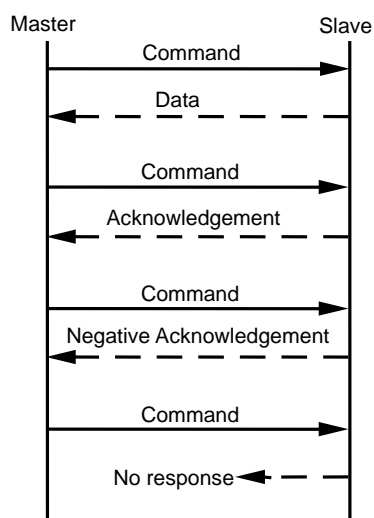 Master
Slave
Command
Data
Command
Acknowledgement
Command
Negative Acknowledgement
Command
No response